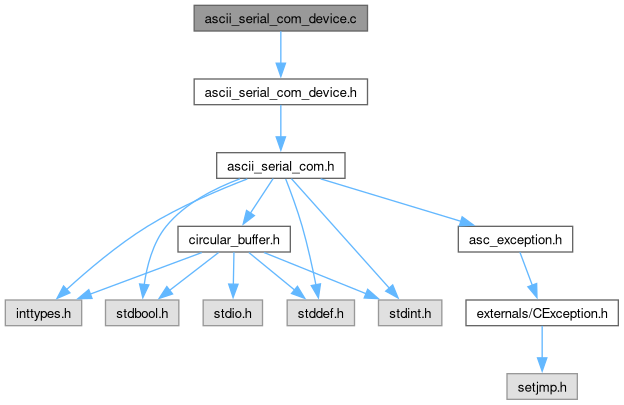 ascii_serial_com_device.c
ascii_serial_com_device.h
ascii_serial_com.h
circular_buffer.h
asc_exception.h
inttypes.h
stdbool.h
stdio.h
stddef.h
stdint.h
externals/CException.h
setjmp.h